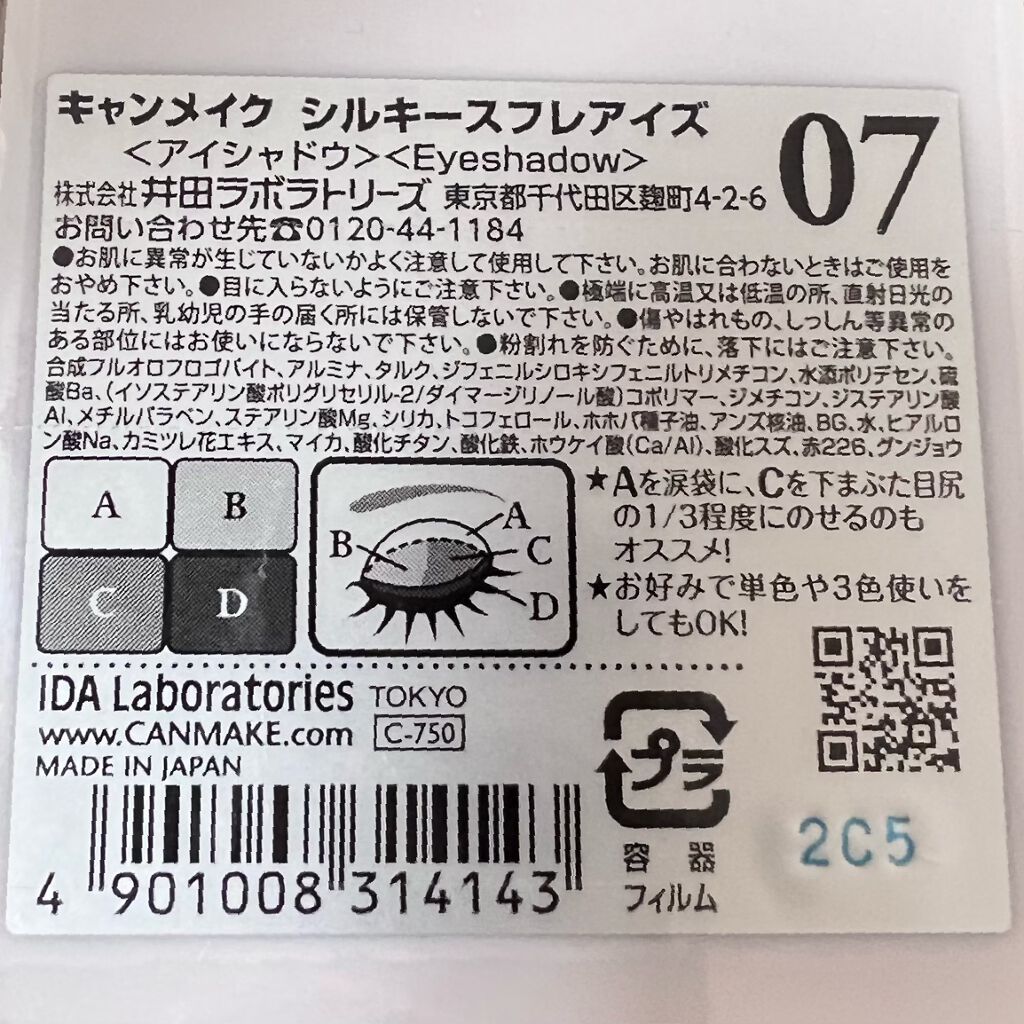 キャンメイク シルキースフレアイズ
07
＜アイシャドウ＞＜Eyeshadow＞
株式会社 井田ラボラトリーズ 東京都千代田区麹町4-2-6
お問い合わせ先☎0120-44-1184
●お肌に異常が生じていないかよく注意して使用して下さい。お肌に合わないときはご使用を
おやめ下さい。●目に入らないようにご注意下さい。●極端に高温又は低温の所、直射日光の
当たる所、乳幼児の手の届く所には保管しないで下さい。●傷やはれもの、しっしん等異常の
ある部位にはお使いにならないで下さい。●粉割れを防ぐために、落下にはご注意下さい。
合成フルオロフロゴパイト、アルミナ、タルク、ジフェニルシロキシフェニルトリメチコン、水添ポリデセン、硫
酸Ba、（イソステアリン酸ポリグリセリル-2/ダイマージリノール酸）コポリマー、ジメチコン、ジステアリン酸
Al、メチルパラベン、ステアリン酸Mg、シリカ、トコフェロール、ホホバ種子油、アンズ核油、BG、水、ヒアルロ
ン酸Na、カミツレ花エキス、マイカ、酸化チタン、酸化鉄、ホウケイ酸（Ca/Al）、酸化スズ、赤226、グンジョウ
A B
C D
A
B
C
D
★Aを涙袋に、Cを下まぶた目尻
の1/3程度にのせるのも
オススメ!
★お好みで単色や3色使いを
してもOK!
IDA Laboratories TOKYO
www.CANMAKE.com C-750
MADE IN JAPAN
4 901008 314143
プラ
容器
フィルム
2C5